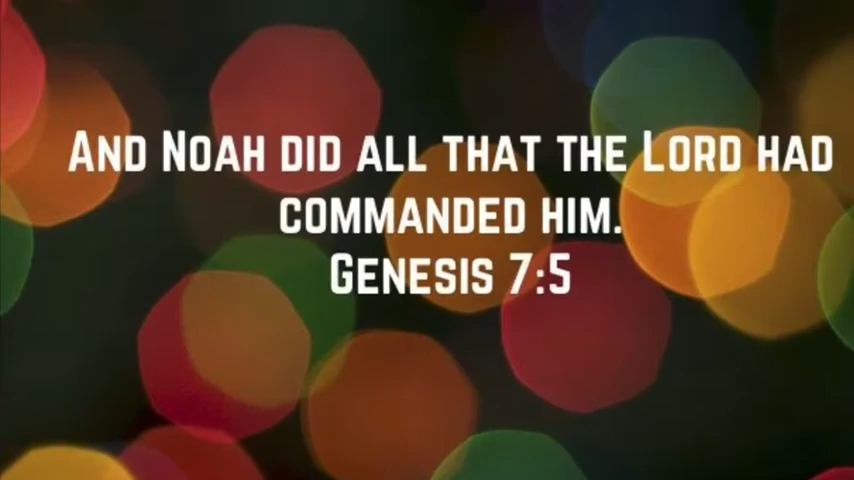 And Noah did all that the Lord had
commanded him.
Genesis 7:5